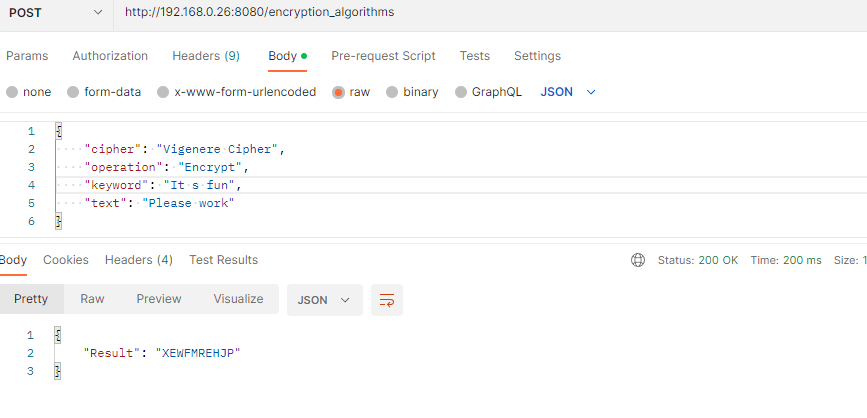 POST http://192.168.0.26:8080/encryption_algorithms
Params Authorization Headers (9) Body Pre-request Script Tests Settings
none form-data x-www-form-urlencoded raw binary GraphQL JSON
1 {
2 "cipher": "Vigenere Cipher",
3 "operation": "Encrypt",
4 "keyword": "It s fun",
5 "text": "Please work"
6 }
Body Cookies Headers (4) Test Results Status: 200 OK Time: 200 ms Size: 1
Pretty Raw Preview Visualize JSON
1 {
2 "Result": "XEWFMREHJP"
3 }